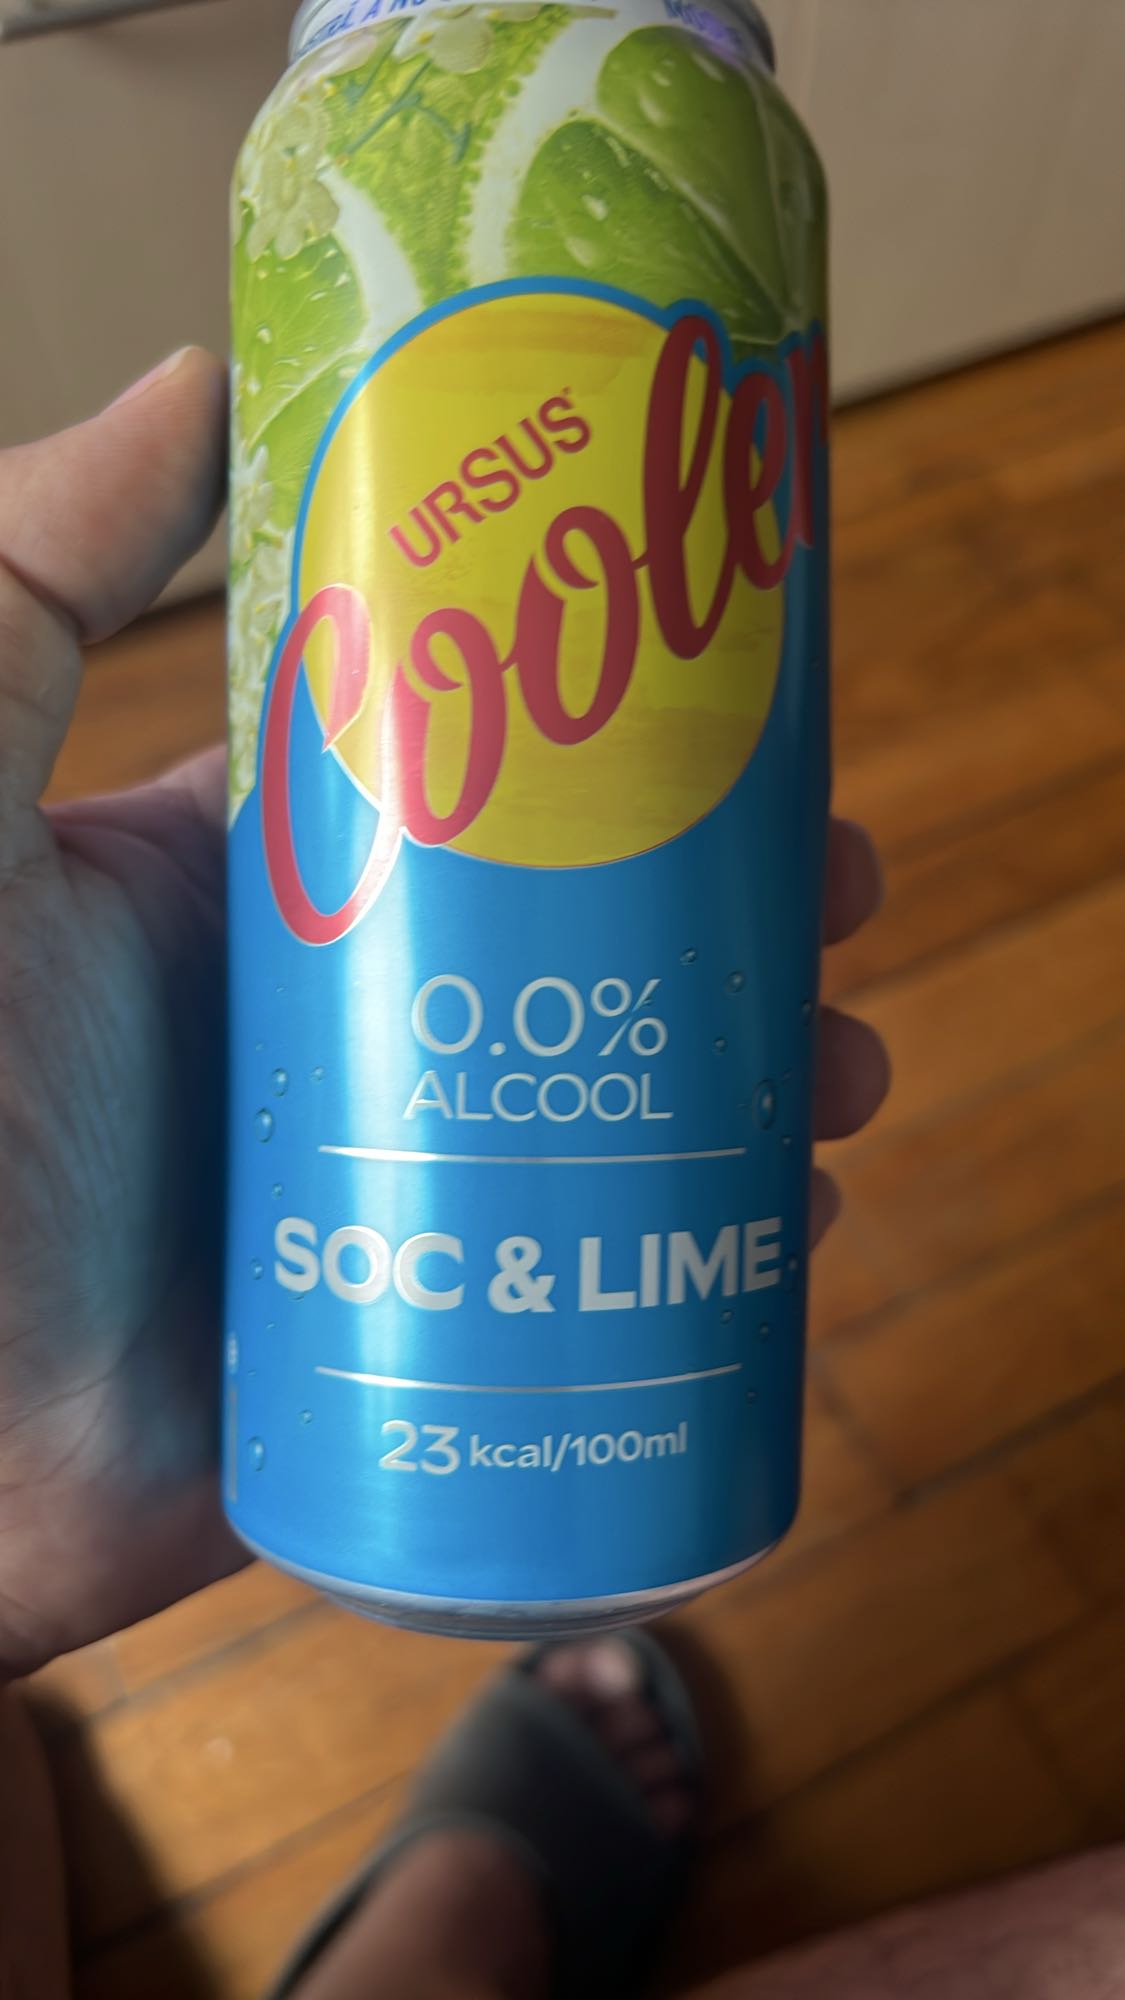 URSUS
Cooler
0.0%
ALCOOL
SOC & LIME
23 kcal/100ml